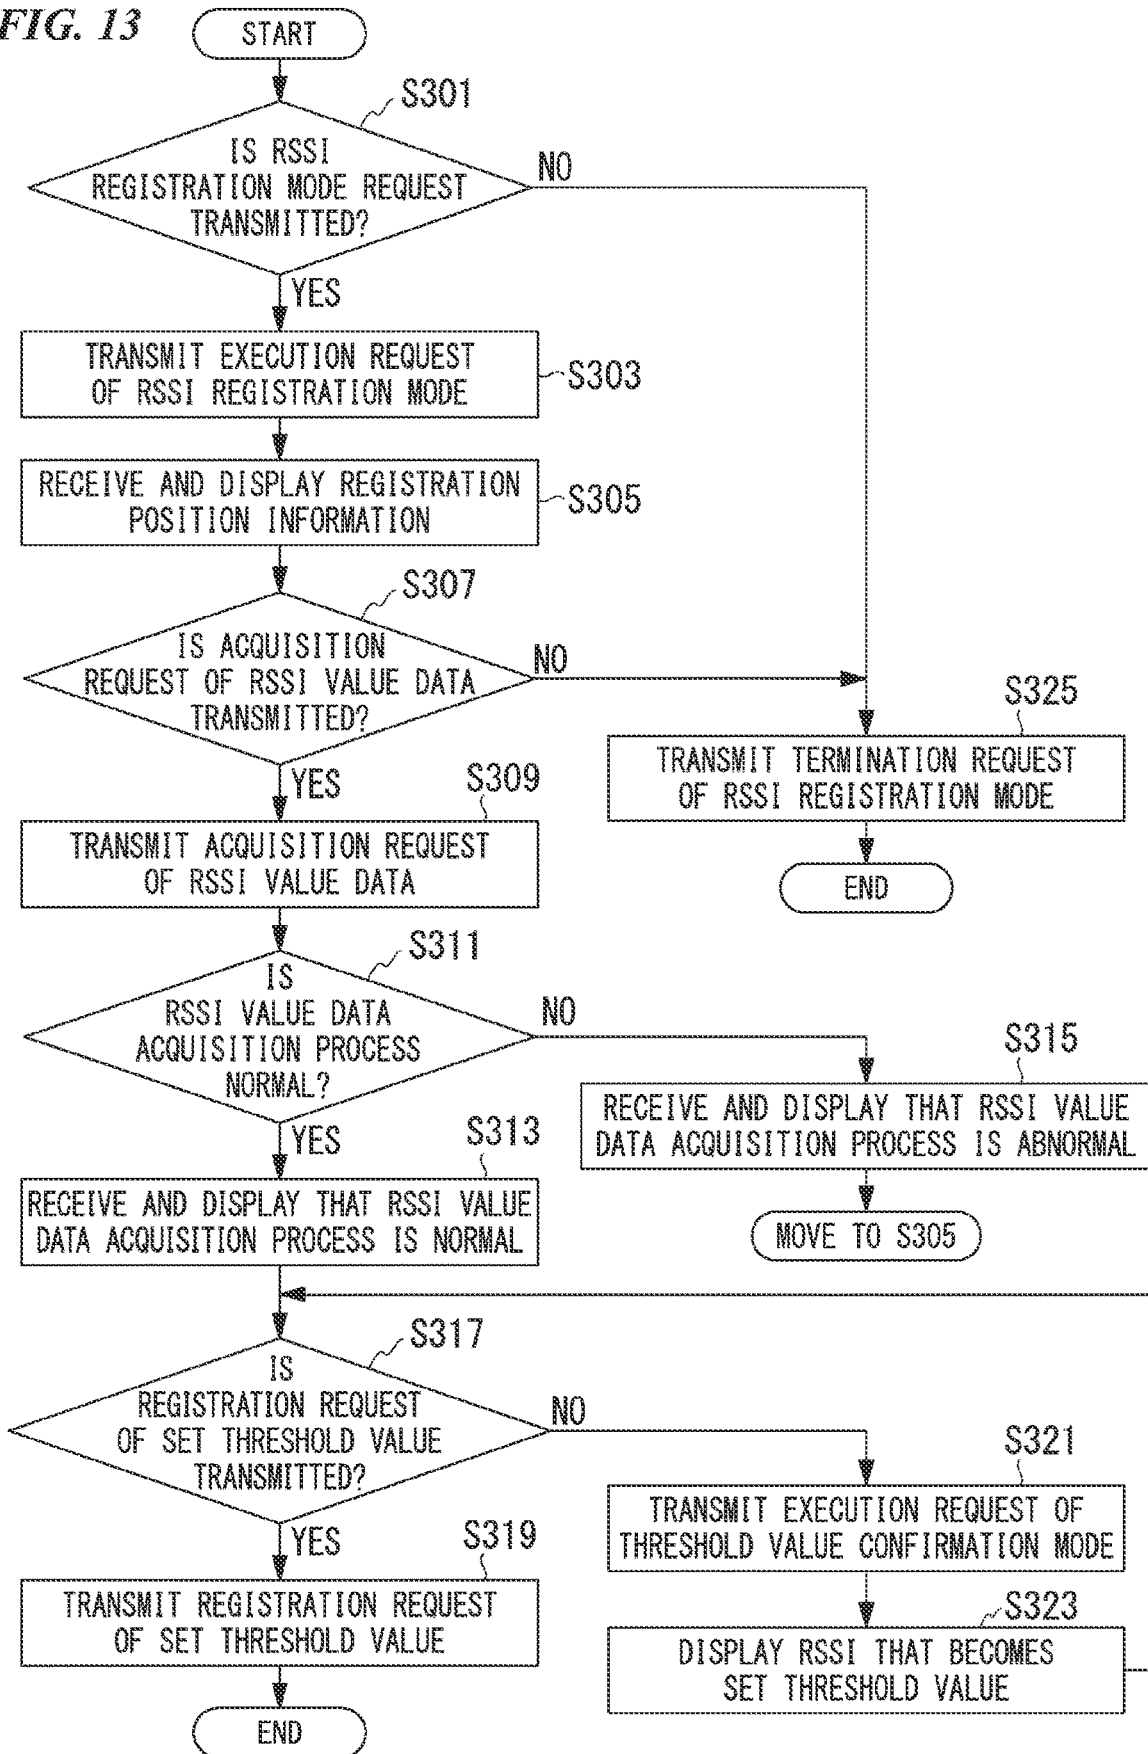 FIG. 13
START
S301
IS RSSI
REGISTRATION MODE REQUEST
TRANSMITTED?
NO
YES
TRANSMIT EXECUTION REQUEST
OF RSSI REGISTRATION MODE
S303
RECEIVE AND DISPLAY REGISTRATION
POSITION INFORMATION
S305
S307
IS ACQUISITION
REQUEST OF RSSI VALUE DATA
TRANSMITTED?
NO
YES
S325
TRANSMIT TERMINATION REQUEST
OF RSSI REGISTRATION MODE
END
S309
TRANSMIT ACQUISITION REQUEST
OF RSSI VALUE DATA
S311
IS
RSSI VALUE DATA
ACQUISITION PROCESS
NORMAL?
NO
YES
S315
RECEIVE AND DISPLAY THAT RSSI VALUE
DATA ACQUISITION PROCESS IS ABNORMAL
MOVE TO S305
S313
RECEIVE AND DISPLAY THAT RSSI VALUE
DATA ACQUISITION PROCESS IS NORMAL
S317
IS
REGISTRATION REQUEST
OF SET THRESHOLD VALUE
TRANSMITTED?
NO
YES
S321
TRANSMIT EXECUTION REQUEST OF
THRESHOLD VALUE CONFIRMATION MODE
S323
DISPLAY RSSI THAT BECOMES
SET THRESHOLD VALUE
S319
TRANSMIT REGISTRATION REQUEST
OF SET THRESHOLD VALUE
END